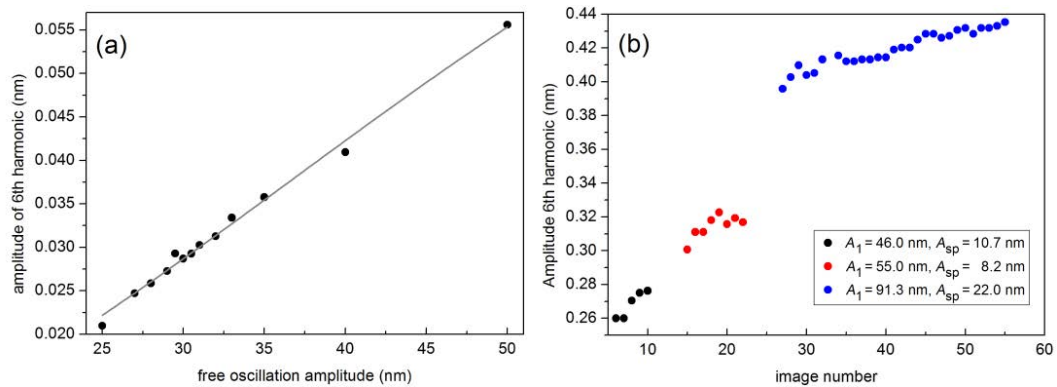 (a)
amplitude of 6th harmonic (nm)
0.055
0.050
0.045
0.040
0.035
0.030
0.025
0.020
25 30 35 40 45 50
free oscillation amplitude (nm)
(b)
Amplitude 6th harmonic (nm)
0.44
0.42
0.40
0.38
0.36
0.34
0.32
0.30
0.28
0.26
10 20 30 40 50 60
image number
A1 = 46.0 nm, Asp = 10.7 nm
A1 = 55.0 nm, Asp = 8.2 nm
A1 = 91.3 nm, Asp = 22.0 nm